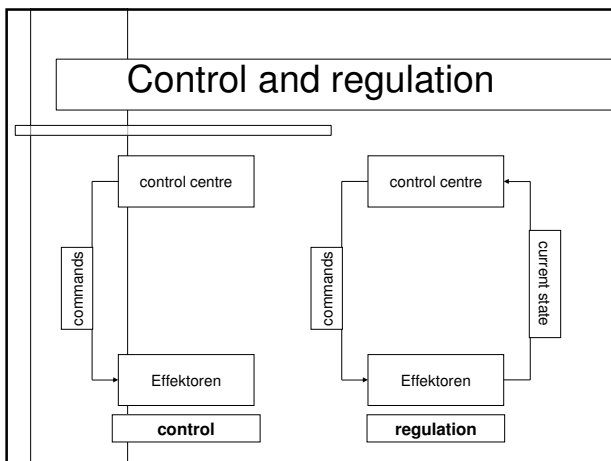 Control and regulation
control centre
commands
Effektoren
control
control centre
commands
current state
Effektoren
regulation